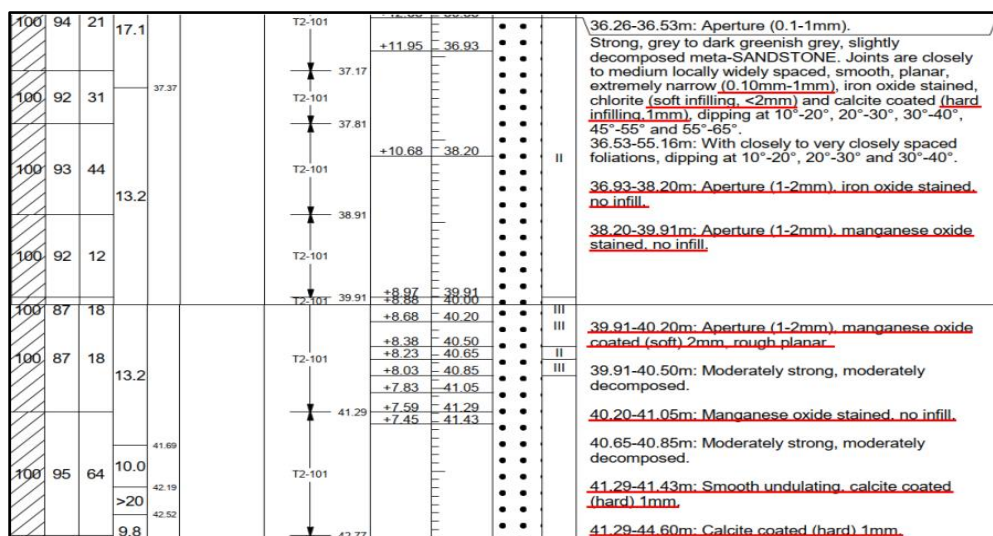 100 94 21 17.1 T2-101 36.26-36.53m: Aperture (0.1-1mm).
+11.95 36.93 Strong, grey to dark greenish grey, slightly
37.17 decomposed meta-SANDSTONE. Joints are closely
37.37 to medium locally widely spaced, smooth, planar,
100 92 31 T2-101 extremely narrow (0.10mm-1mm), iron oxide stained,
chlorite (soft infilling, <2mm) and calcite coated (hard
37.81 infilling,1mm), dipping at 10°-20°, 20°-30°, 30°-40°,
45°-55° and 55°-65°.
+10.68 38.20 II 36.53-55.16m: With closely to very closely spaced
100 93 44 T2-101 foliations, dipping at 10°-20°, 20°-30° and 30°-40°.
13.2 36.93-38.20m: Aperture (1-2mm), iron oxide stained,
no infill.
38.91
38.20-39.91m: Aperture (1-2mm), manganese oxide
100 92 12 T2-101 stained, no infill.
39.91 +8.97 39.91
T2-101 +8.88 40.00
100 87 18 III
+8.68 40.20 III 39.91-40.20m: Aperture (1-2mm), manganese oxide
+8.38 40.50 coated (soft) 2mm, rough planar
100 87 18 T2-101 +8.23 40.65 II
13.2 +8.03 40.85 III 39.91-40.50m: Moderately strong, moderately
+7.83 41.05 decomposed.
41.29 +7.59 41.29
+7.45 41.43 40.20-41.05m: Manganese oxide stained, no infill.
41.69 40.65-40.85m: Moderately strong, moderately
100 95 64 10.0 T2-101 decomposed.
42.19
>20 41.29-41.43m: Smooth undulating, calcite coated
42.52 (hard) 1mm.
9.8 42.77 41.29-44.60m: Calcite coated (hard) 1mm.